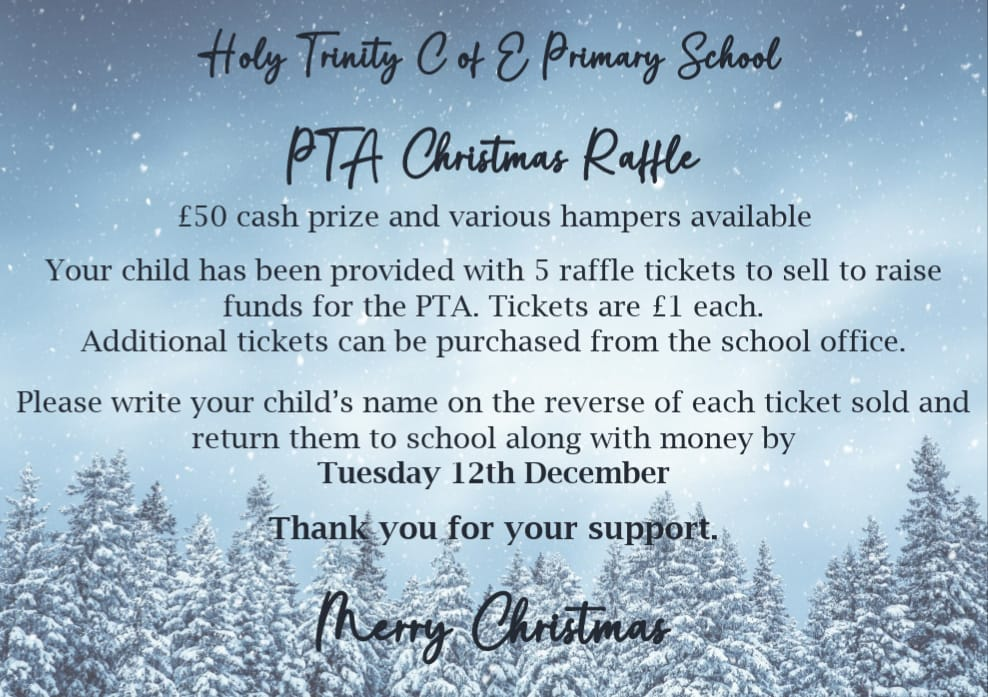 Holy Trinity C of E Primary School
PTA Christmas Raffle
£50 cash prize and various hampers available
Your child has been provided with 5 raffle tickets to sell to raise
funds for the PTA. Tickets are £1 each.
Additional tickets can be purchased from the school office.
Please write your child’s name on the reverse of each ticket sold and
return them to school along with money by
Tuesday 12th December
Thank you for your support.
Merry Christmas